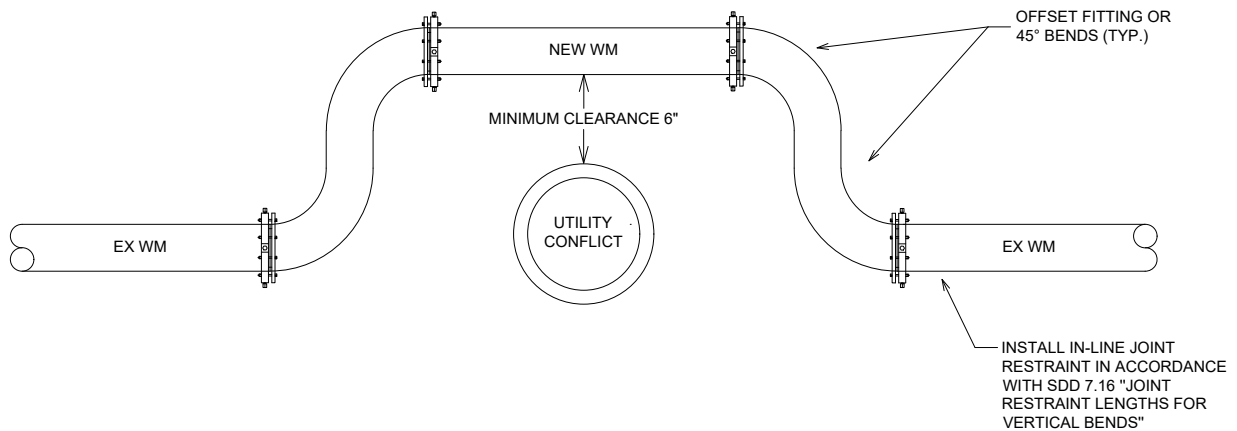 OFFSET FITTING OR
45° BENDS (TYP.)
NEW WM
MINIMUM CLEARANCE 6"
UTILITY
CONFLICT
EX WM
EX WM
INSTALL IN-LINE JOINT
RESTRAINT IN ACCORDANCE
WITH SDD 7.16 "JOINT
RESTRAINT LENGTHS FOR
VERTICAL BENDS"